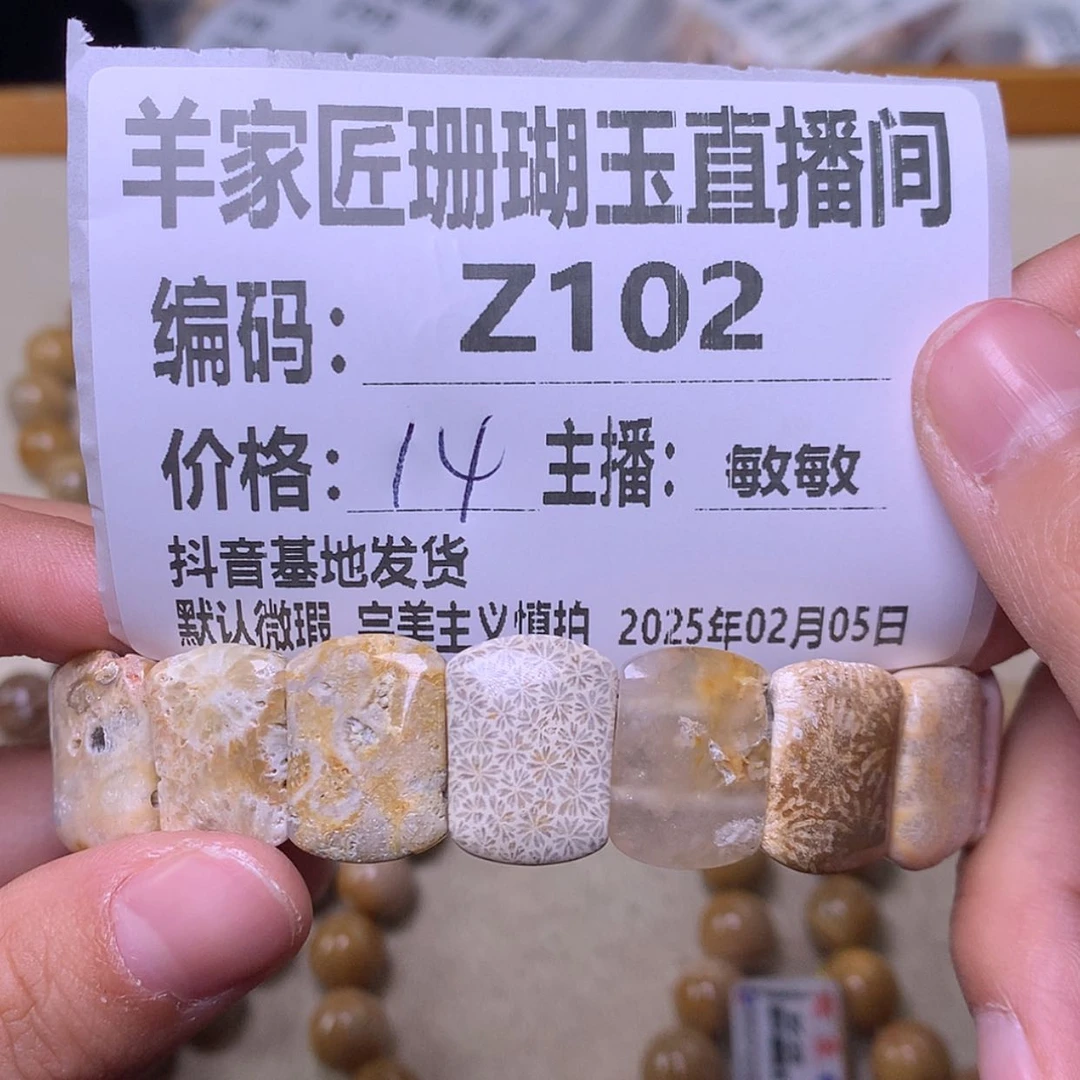 羊家匠珊瑚玉直播间
编码： Z102
价格： 14 主播： 敏敏
抖音基地发货
默认微瑕 完美主义慎拍 2025年02月05日